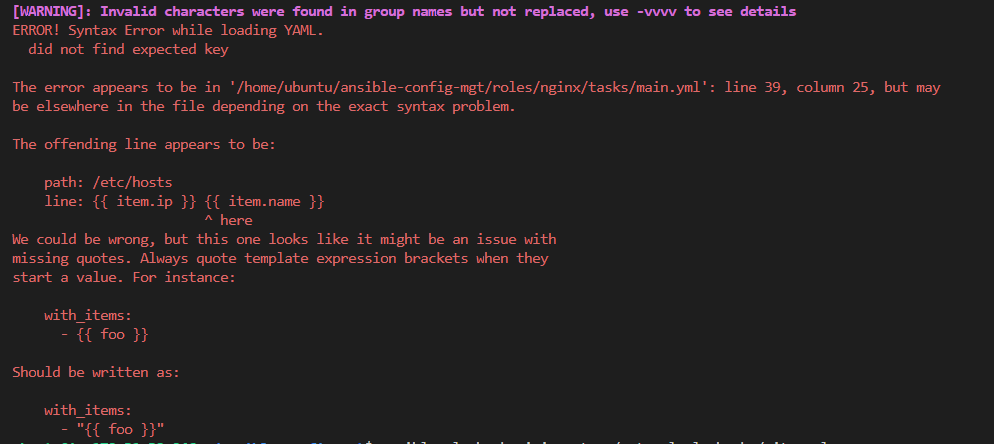 [WARNING]: Invalid characters were found in group names but not replaced, use -vvvv to see details
ERROR! Syntax Error while loading YAML.
did not find expected key
The error appears to be in '/home/ubuntu/ansible-config-mgt/roles/nginx/tasks/main.yml': line 39, column 25, but may
be elsewhere in the file depending on the exact syntax problem.
The offending line appears to be:
path: /etc/hosts
line: {{ item.ip }} {{ item.name }}
^ here
We could be wrong, but this one looks like it might be an issue with
missing quotes. Always quote template expression brackets when they
start a value. For instance:
with_items:
- {{ foo }}
Should be written as:
with_items:
- "{{ foo }}"